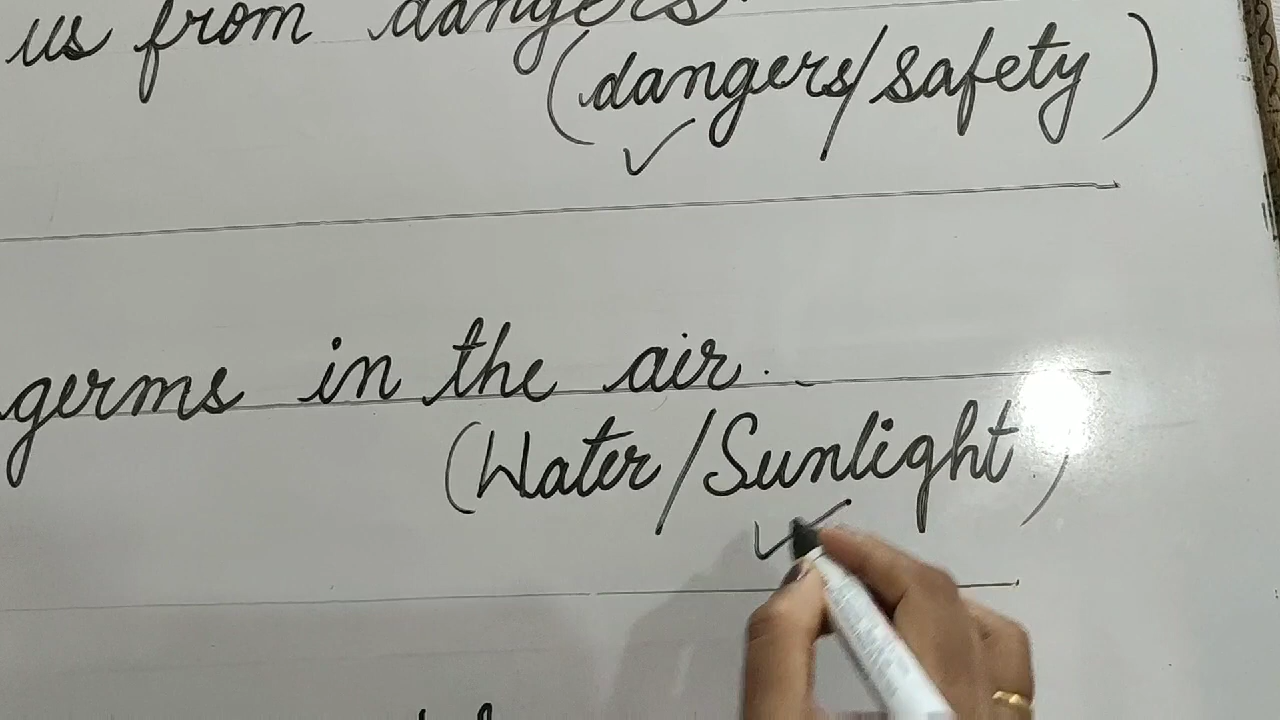 us from dangers.
(dangers/safety)
germs in the air.
(Water/Sunlight)